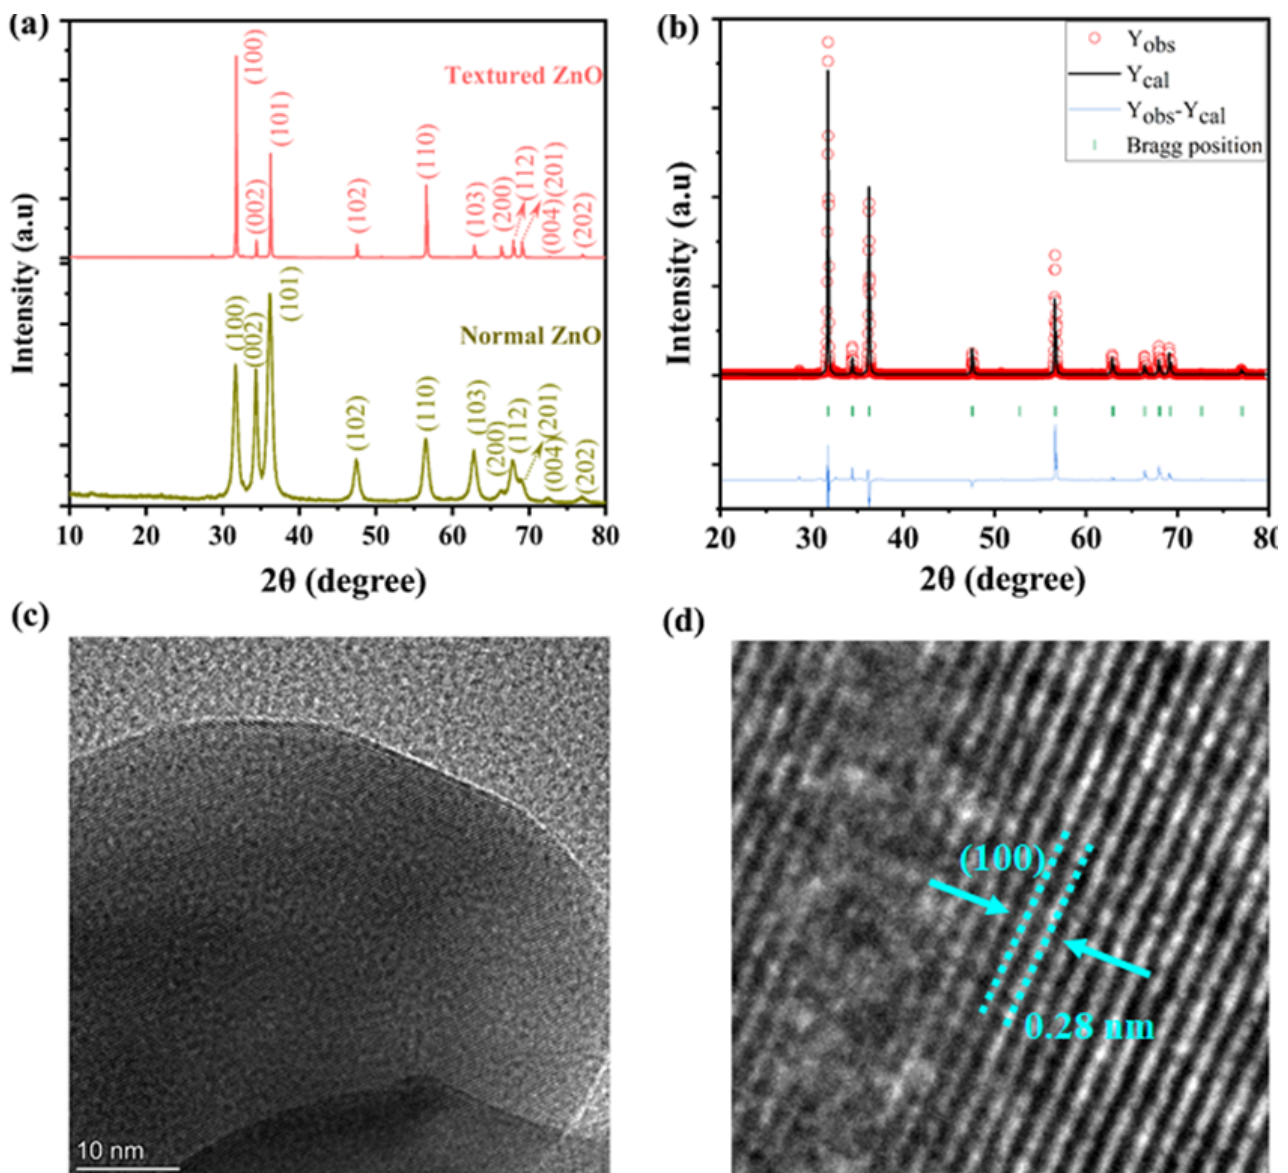 (a)
Intensity (a.u)
Textured ZnO
(100)
(002)
(101)
(102)
(110)
(103)
(200)
(112)
(201)
(004)
(202)
Normal ZnO
(100)
(002)
(101)
(102)
(110)
(103)
(200)
(112)
(201)
(004)
(202)
10 20 30 40 50 60 70 80
2θ (degree)
(b)
Intensity (a.u)
Yobs
Ycal
Yobs-Ycal
Bragg position
20 30 40 50 60 70 80
2θ (degree)
(c)
10 nm
(d)
(100)
0.28 nm